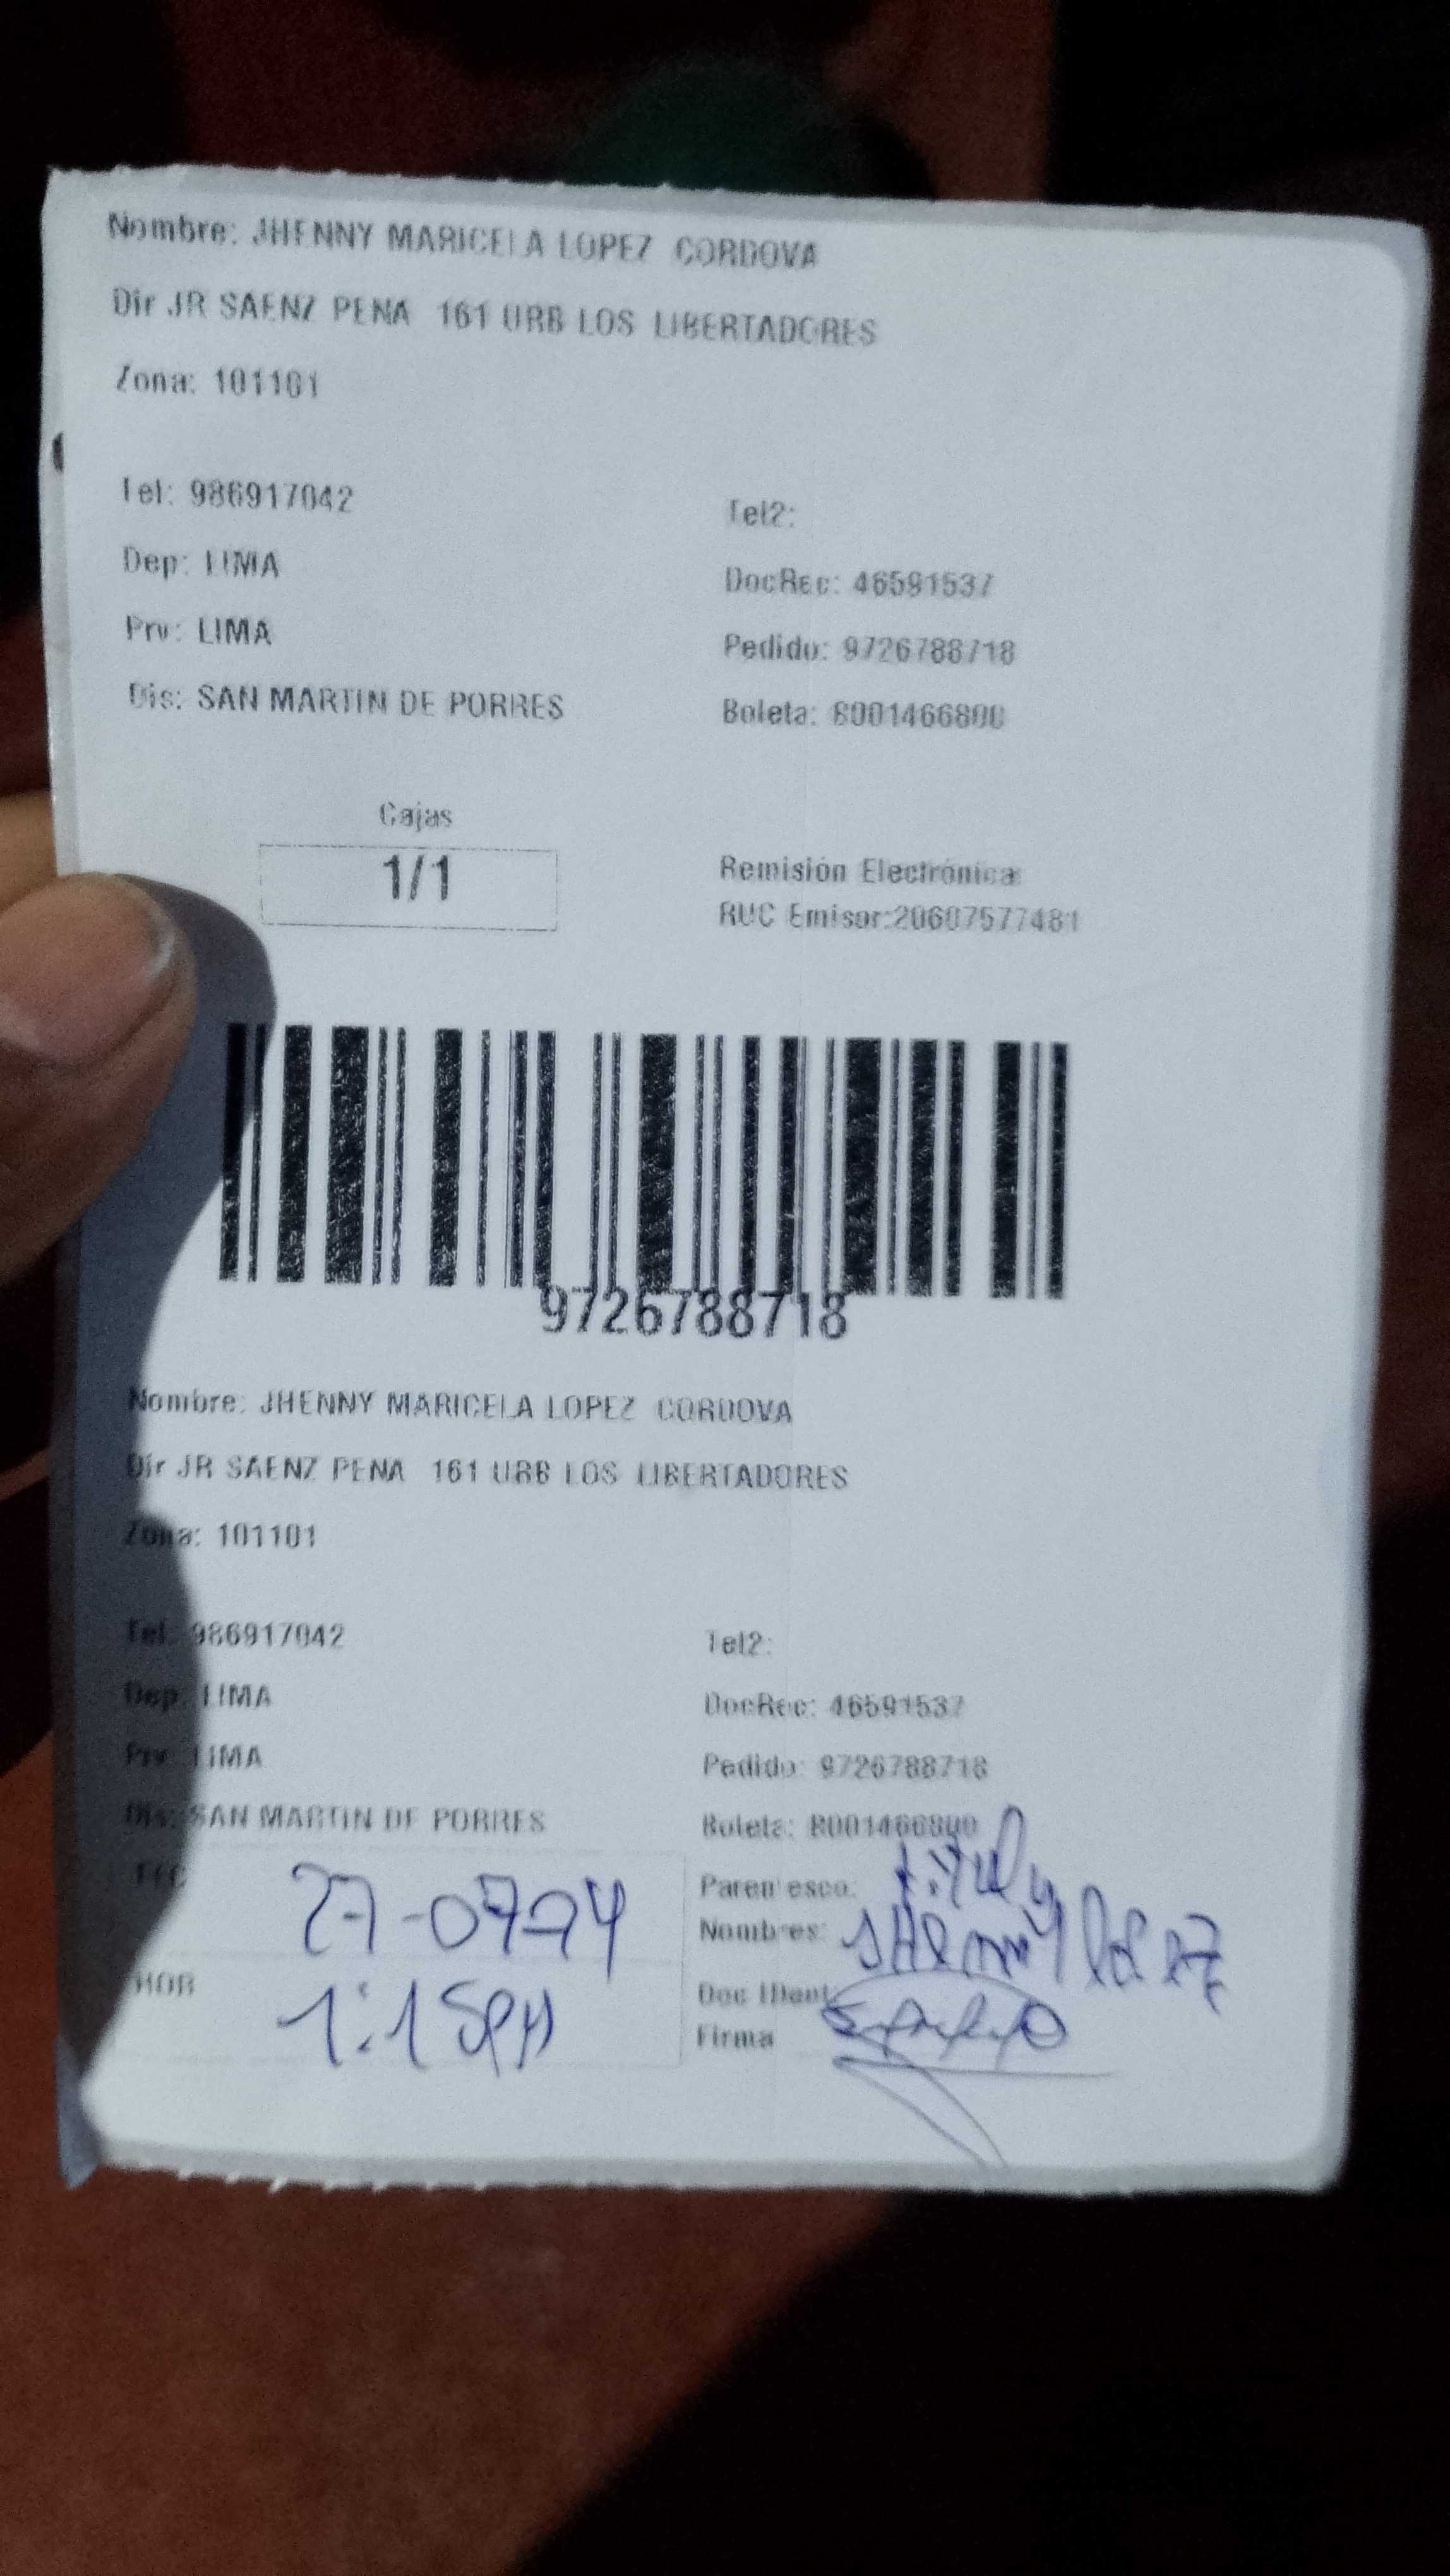 Nombre: JHENNY MARICELA LOPEZ CORDOVA
Dir JR SAENZ PENA 161 URB LOS LIBERTADORES
Zona: 101101
Tel: 986917042
Tel2:
Dep: LIMA
DocRec: 46591537
Prv: LIMA
Pedido: 9726788718
Dis: SAN MARTIN DE PORRES
Boleta: B001466800
Cajas
1/1
Remisión Electrónica
RUC Emisor:20607577481
9726788718
Nombre: JHENNY MARICELA LOPEZ CORDOVA
Dir JR SAENZ PENA 161 URB LOS LIBERTADORES
Zona: 101101
Tel: 986917042
Tel2:
Dep: LIMA
DocRec: 46591537
Prv: LIMA
Pedido: 9726788718
Dis: SAN MARTIN DE PORRES
Boleta: B001466800
FEC
27-07-24
Parentesco:
Nombres: JHENNY
HOR
1:15PM
Doc IDent
Firma